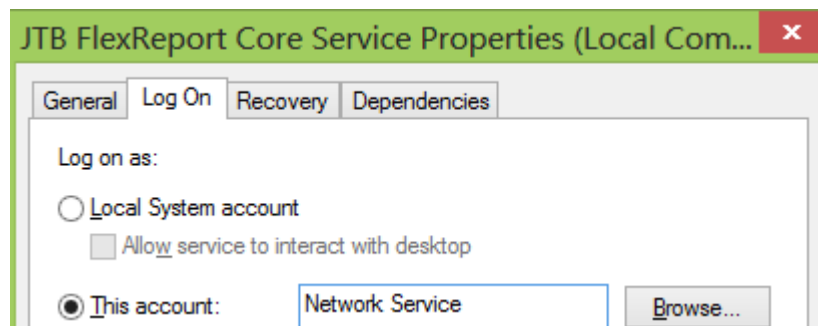 JTB FlexReport Core Service Properties (Local Com...
General Log On Recovery Dependencies
Log on as:
Local System account
Allow service to interact with desktop
This account: Network Service Browse...